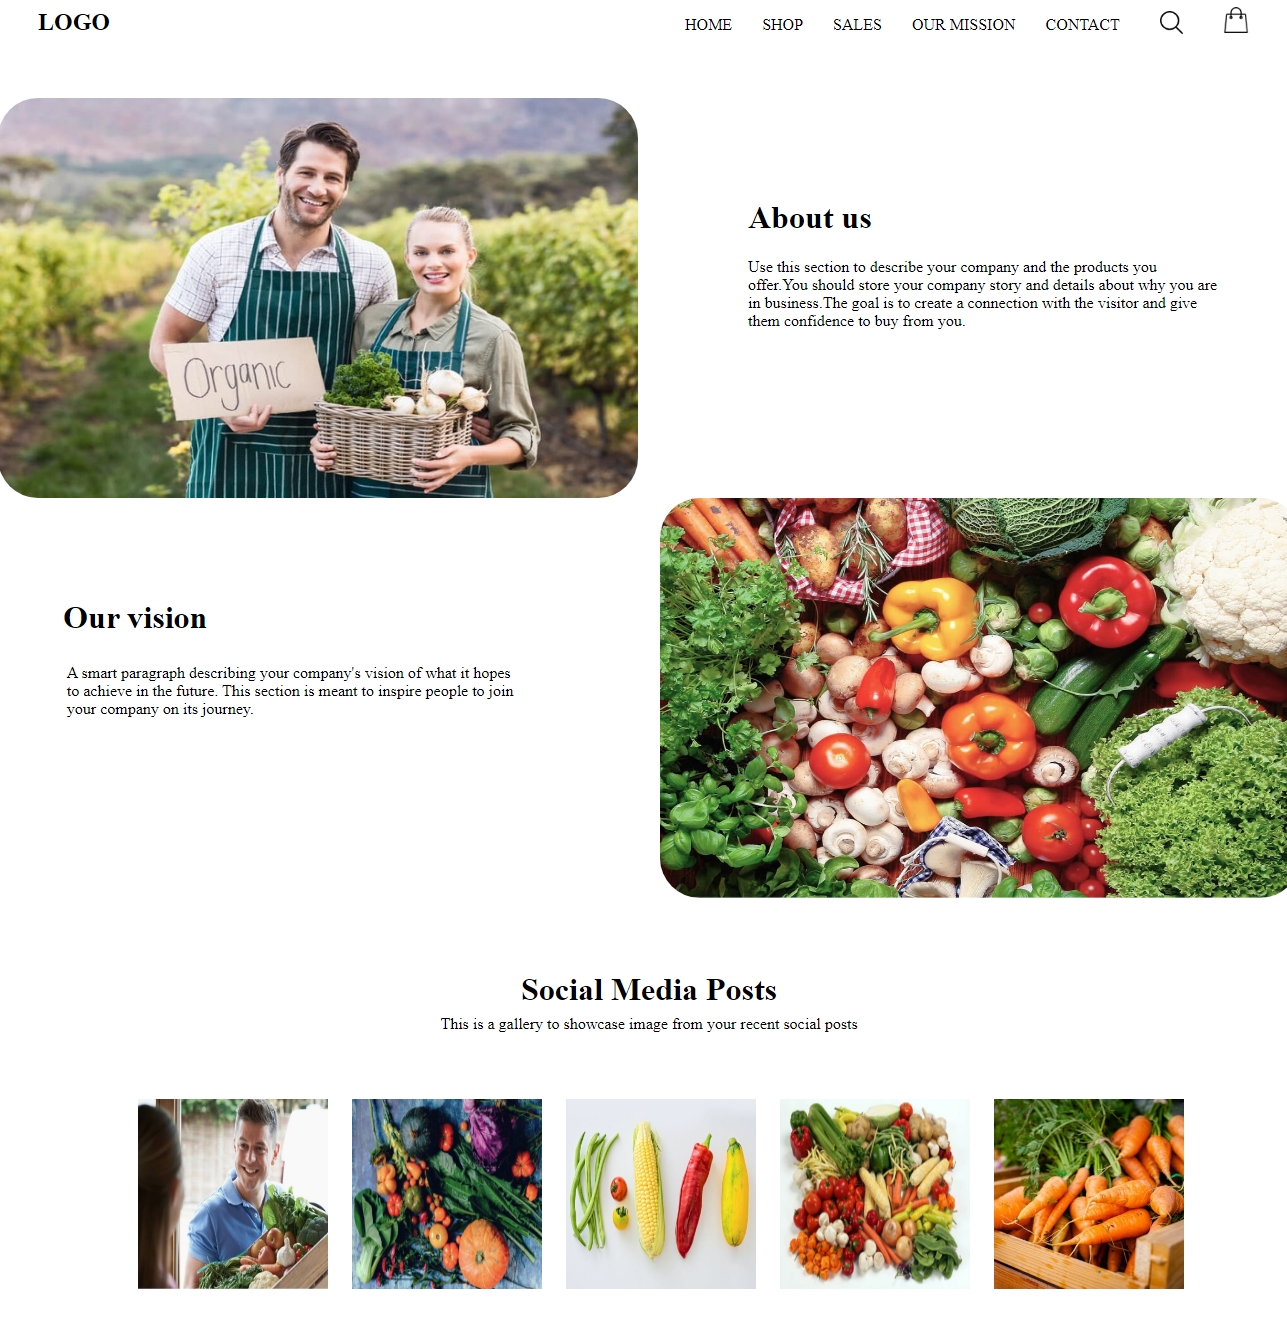 LOGO
HOME SHOP SALES OUR MISSION CONTACT
Organic
About us
Use this section to describe your company and the products you
offer.You should store your company story and details about why you are
in business.The goal is to create a connection with the visitor and give
them confidence to buy from you.
Our vision
A smart paragraph describing your company's vision of what it hopes
to achieve in the future. This section is meant to inspire people to join
your company on its journey.
Social Media Posts
This is a gallery to showcase image from your recent social posts